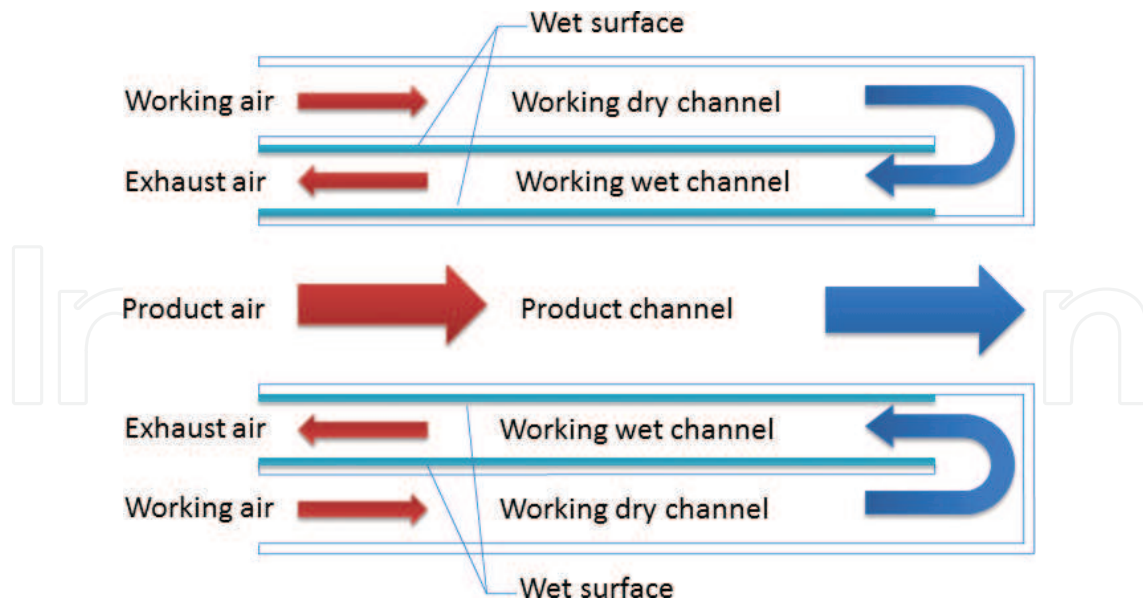 Wet surface
Working air
Working dry channel
Exhaust air
Working wet channel
Product air
Product channel
Exhaust air
Working wet channel
Working air
Working dry channel
Wet surface